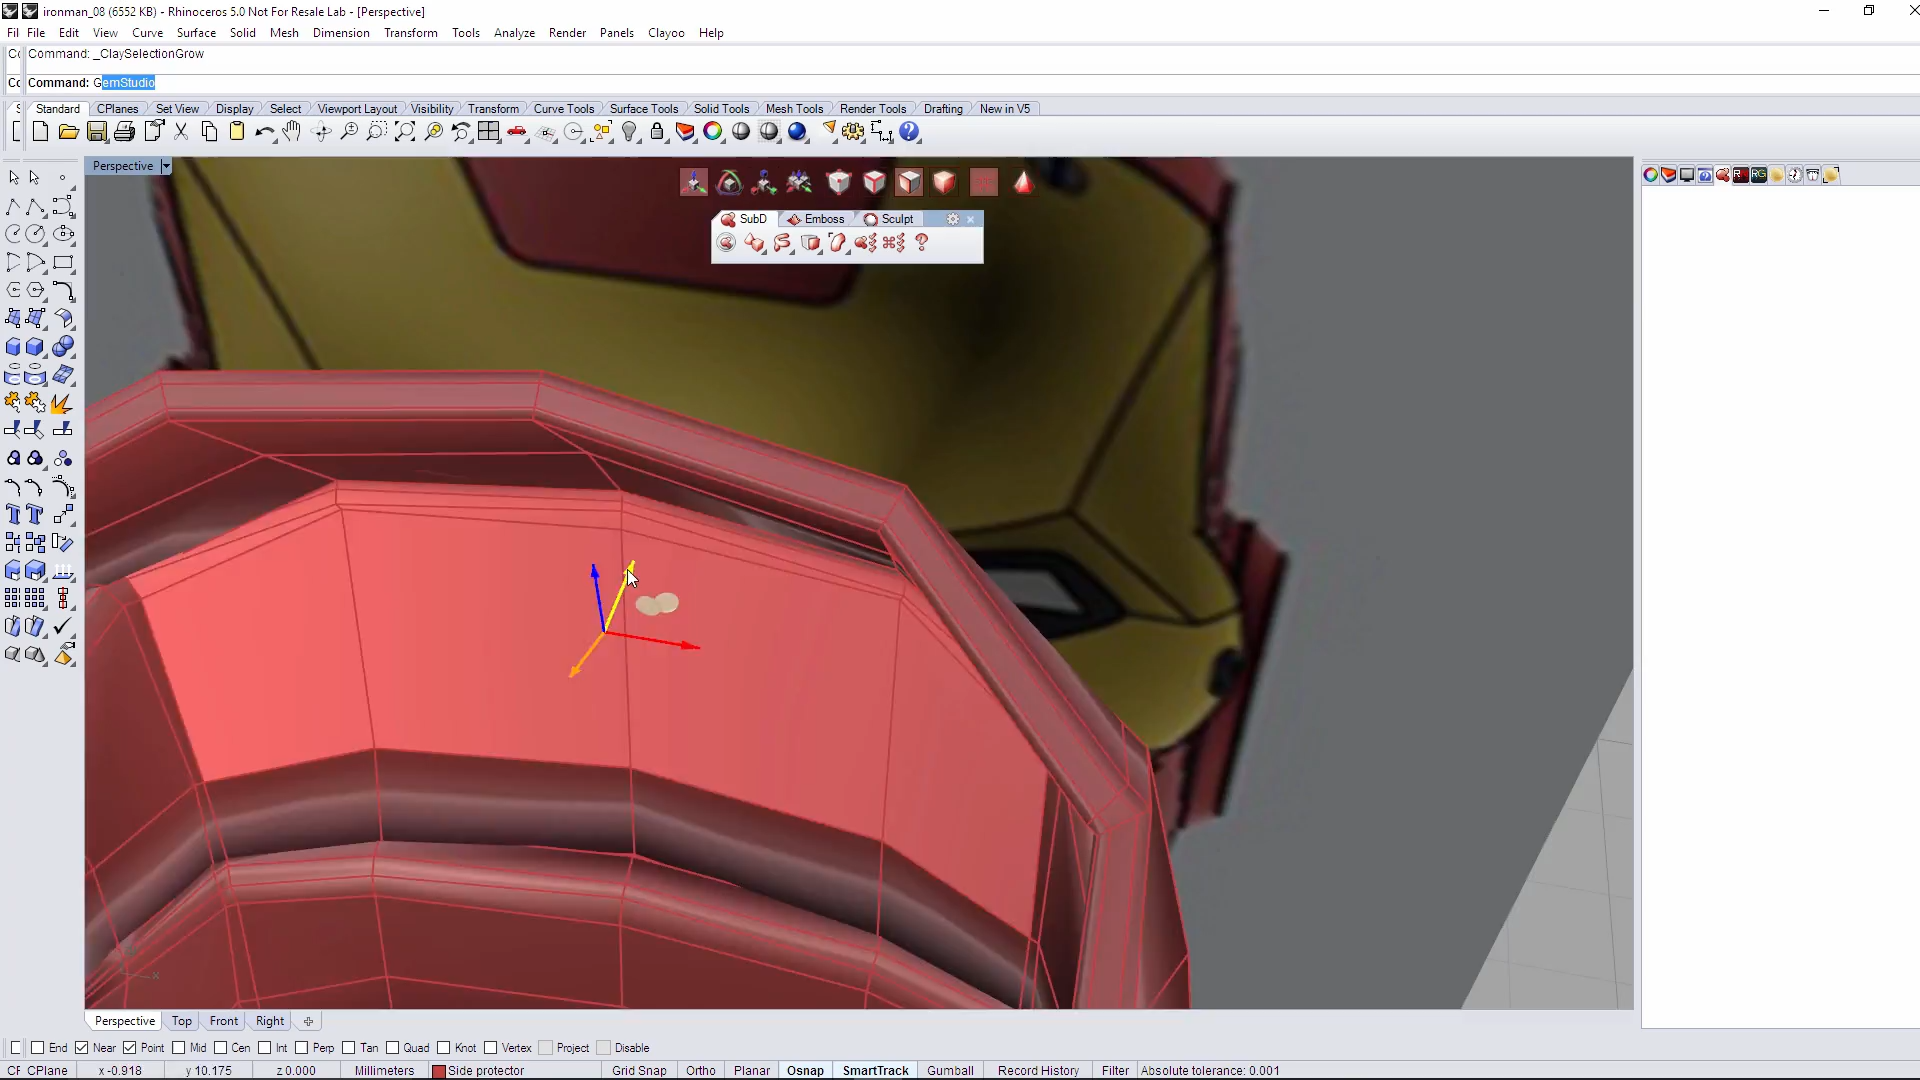 ironman_08 (6552 KB) - Rhinoceros 5.0 Not For Resale Lab - [Perspective]
Fil File Edit View Curve Surface Solid Mesh Dimension Transform Tools Analyze Render Panels Clayoo Help
Command: _ClaySelectionGrow
Command: GemStudio
Standard CPlanes Set View Display Select Viewport Layout Visibility Transform Curve Tools Surface Tools Solid Tools Mesh Tools Render Tools Drafting New in V5
Perspective
SubD Emboss Sculpt
x
Perspective Top Front Right
End Near Point Mid Cen Int Perp Tan Quad Knot Vertex Project Disable
CF CPlane x -0.918 y 10.175 z 0.000 Millimeters Side protector Grid Snap Ortho Planar Osnap SmartTrack Gumball Record History Filter Absolute tolerance: 0.001